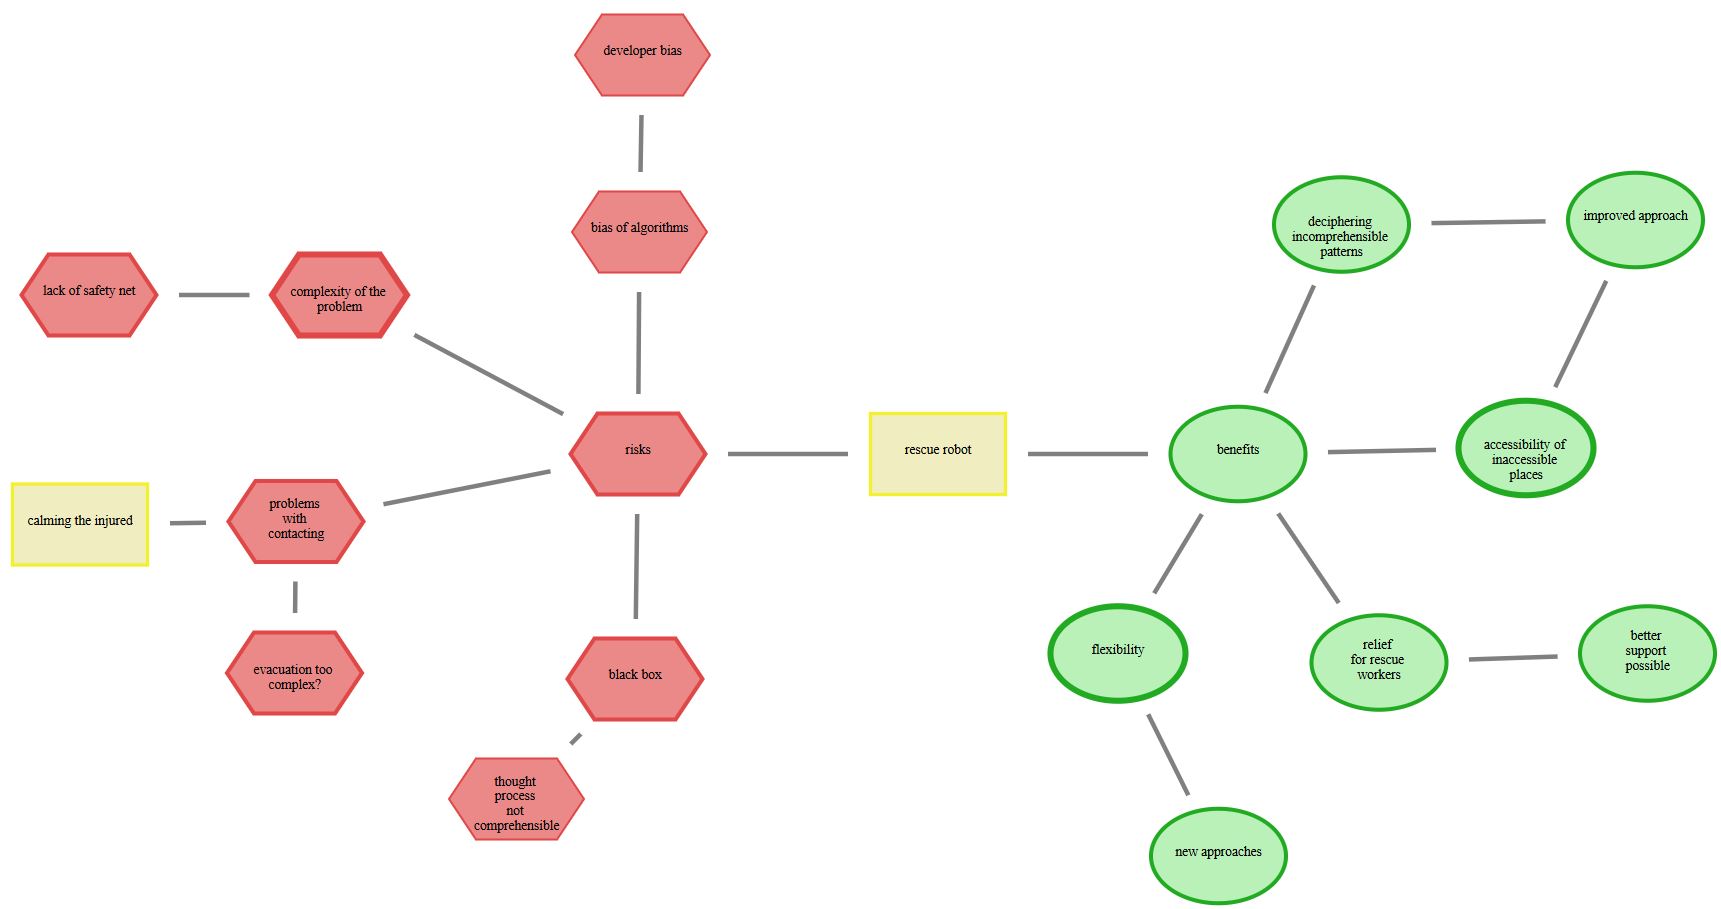 developer bias
bias of algorithms
lack of safety net
complexity of the
problem
risks
problems
with
contacting
calming the injured
evacuation too
complex?
black box
thought
process
not
comprehensible
rescue robot
benefits
deciphering
incomprehensible
patterns
improved approach
accessibility of
inaccessible
places
flexibility
relief
for rescue
workers
better
support
possible
new approaches